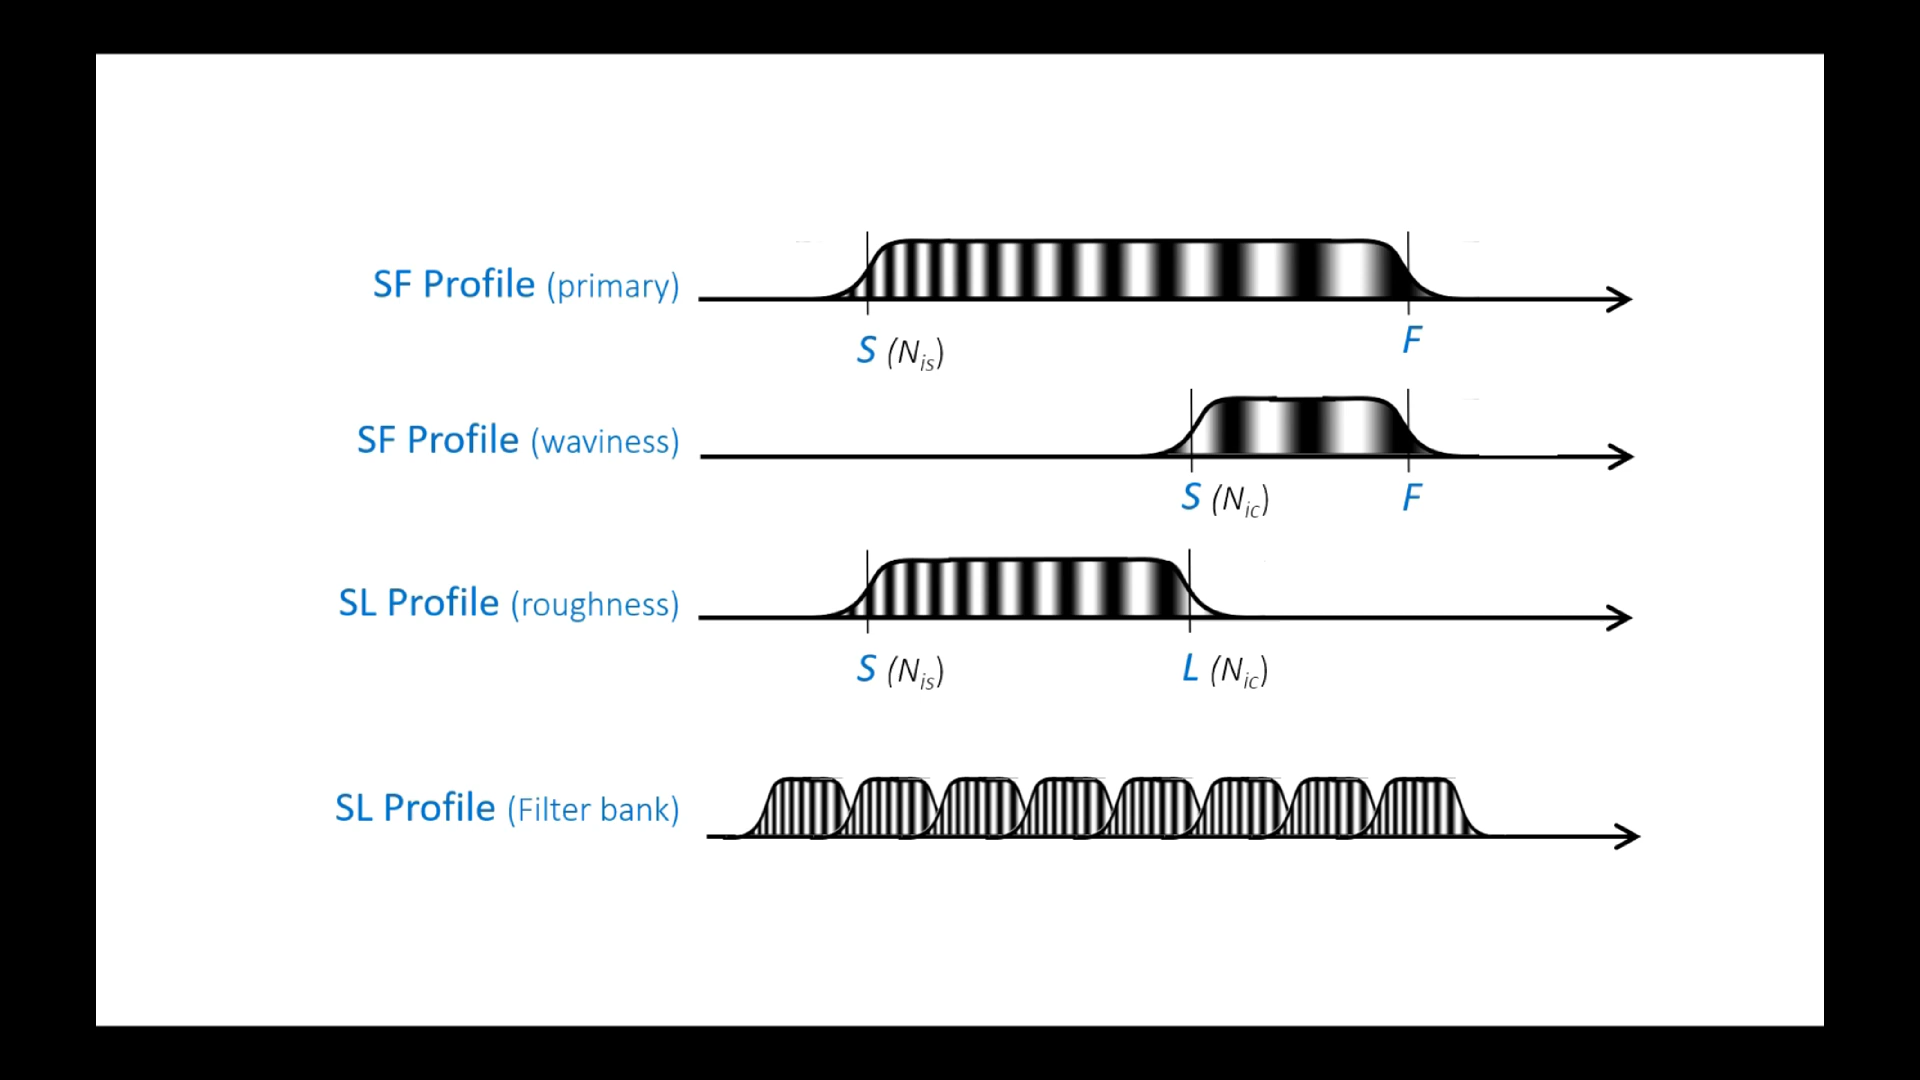 SF Profile (primary)
S (Nis)
F
SF Profile (waviness)
S (Nic)
F
SL Profile (roughness)
S (Nis)
L (Nic)
SL Profile (Filter bank)